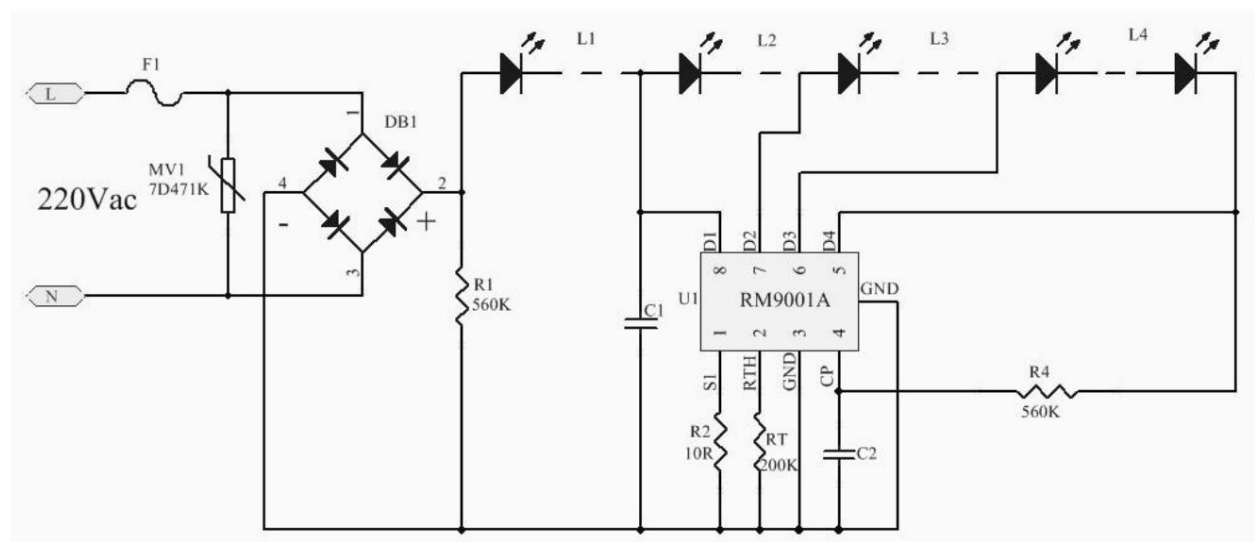 L1
L2
L3
L4
F1
L
1
DB1
MV1
7D471K
220Vac
4
2
-
+
3
N
R1
560K
C1
D1
D2
D3
D4
8
7
6
5
U1
RM9001A
GND
1
2
3
4
S1
RTH
GND
CP
R4
560K
R2
10R
RT
200K
C2